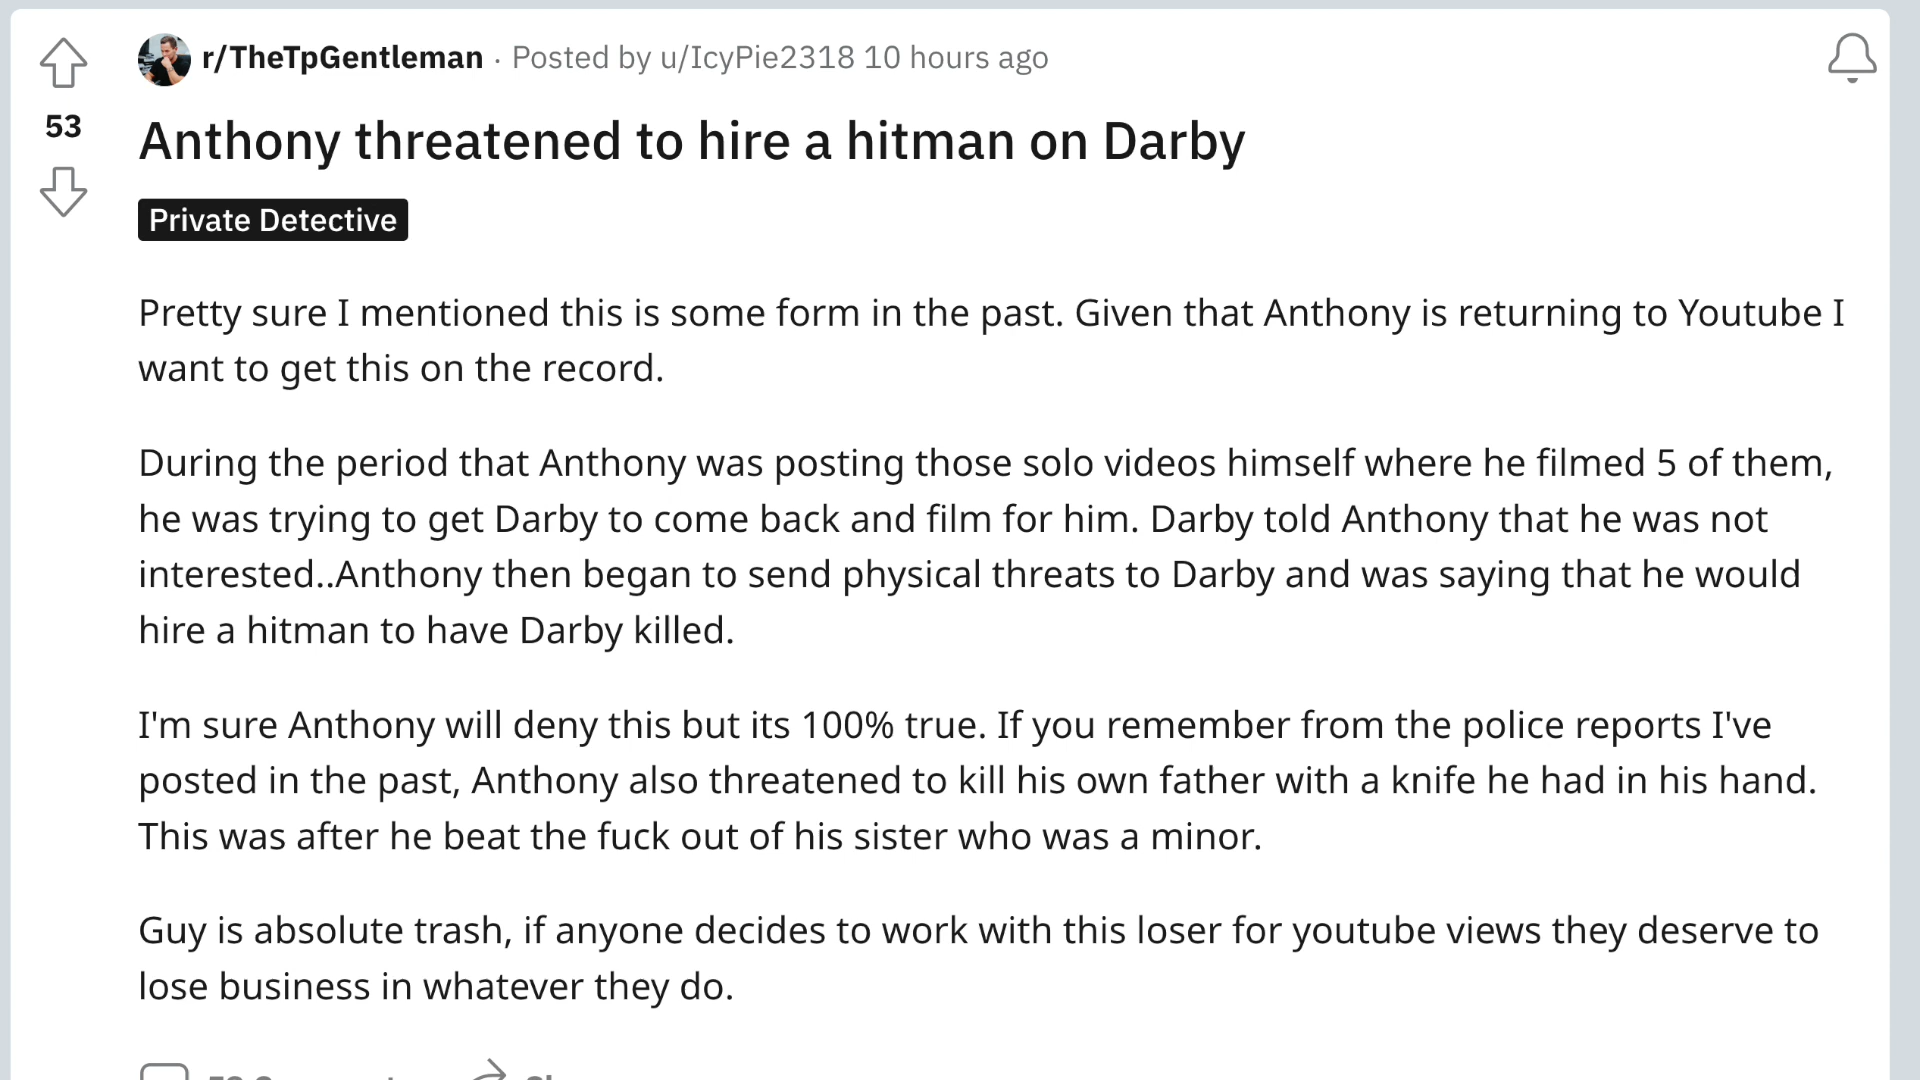 r/TheTpGentleman · Posted by u/IcyPie2318 10 hours ago
53
Anthony threatened to hire a hitman on Darby
Private Detective
Pretty sure I mentioned this is some form in the past. Given that Anthony is returning to Youtube I
want to get this on the record.
During the period that Anthony was posting those solo videos himself where he filmed 5 of them,
he was trying to get Darby to come back and film for him. Darby told Anthony that he was not
interested..Anthony then began to send physical threats to Darby and was saying that he would
hire a hitman to have Darby killed.
I'm sure Anthony will deny this but its 100% true. If you remember from the police reports I've
posted in the past, Anthony also threatened to kill his own father with a knife he had in his hand.
This was after he beat the fuck out of his sister who was a minor.
Guy is absolute trash, if anyone decides to work with this loser for youtube views they deserve to
lose business in whatever they do.